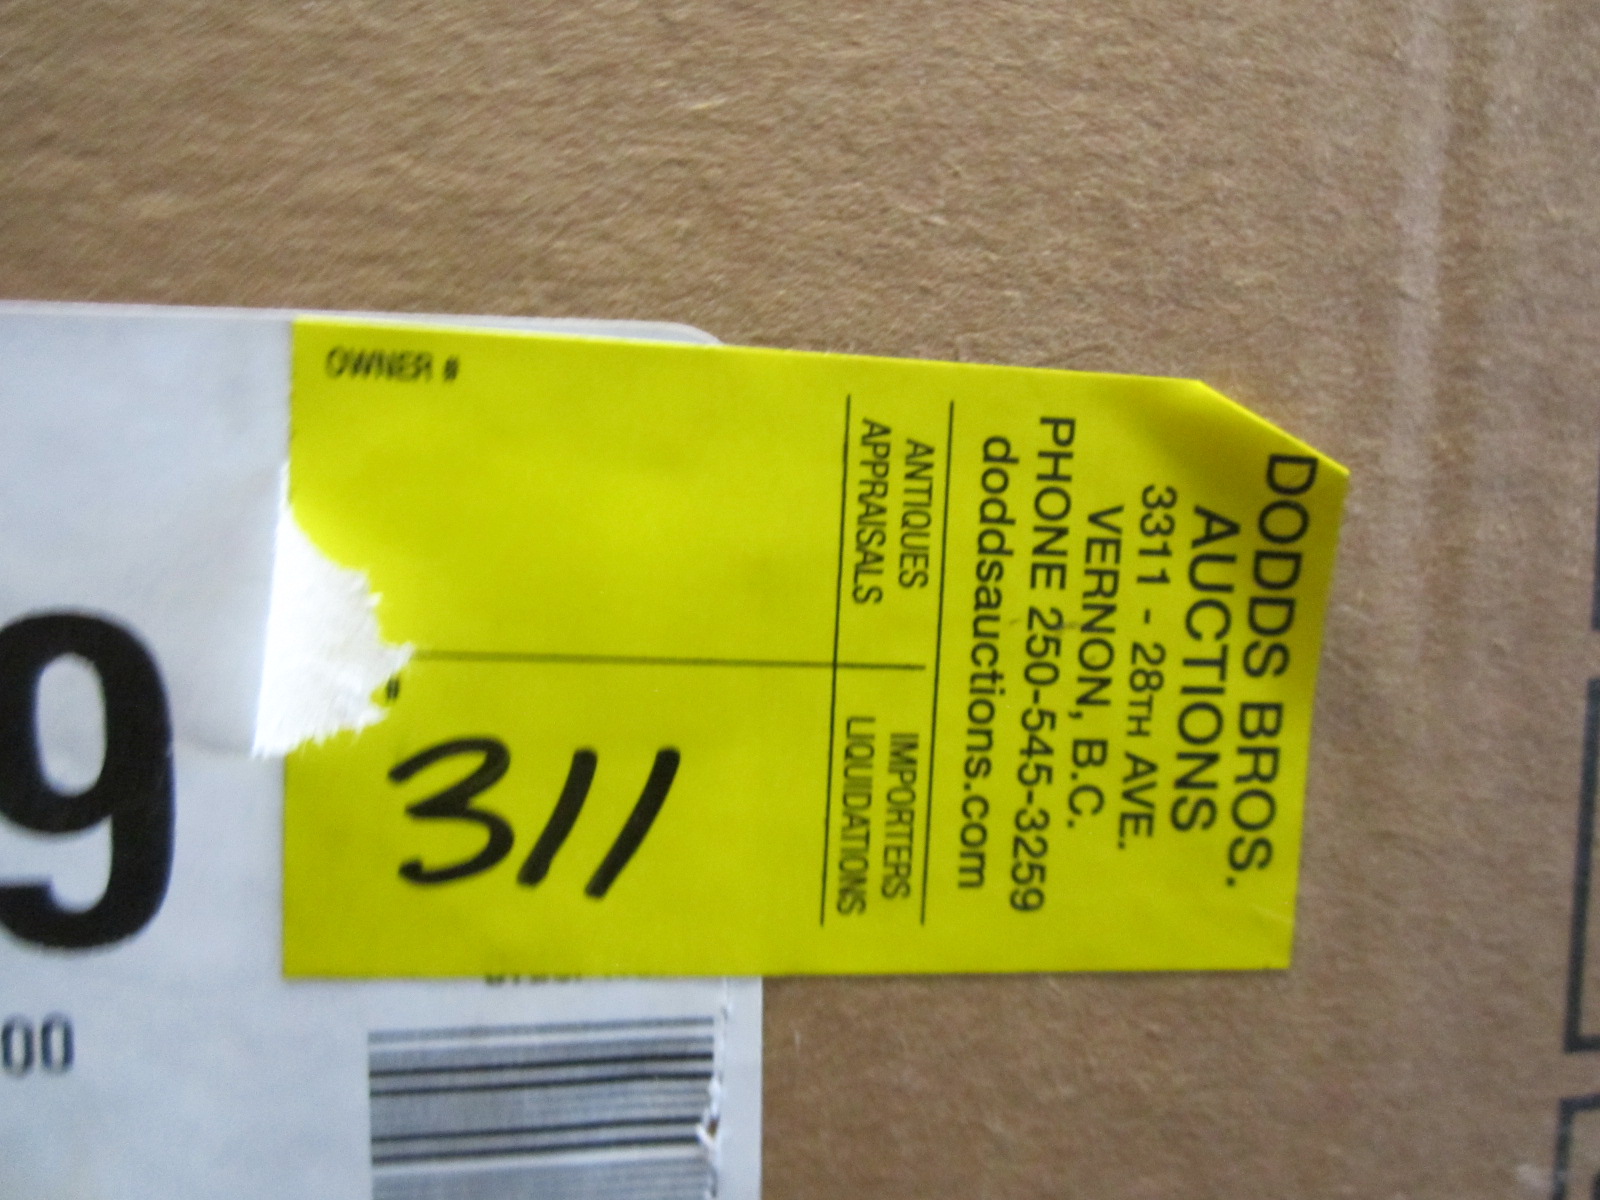 DODDS BROS.
AUCTIONS
3311 - 28TH AVE.
VERNON, B.C.
PHONE 250-545-3259
doddsauctions.com
ANTIQUES
APPRAISALS
IMPORTERS
LIQUIDATIONS
OWNER #
#
311
9
00